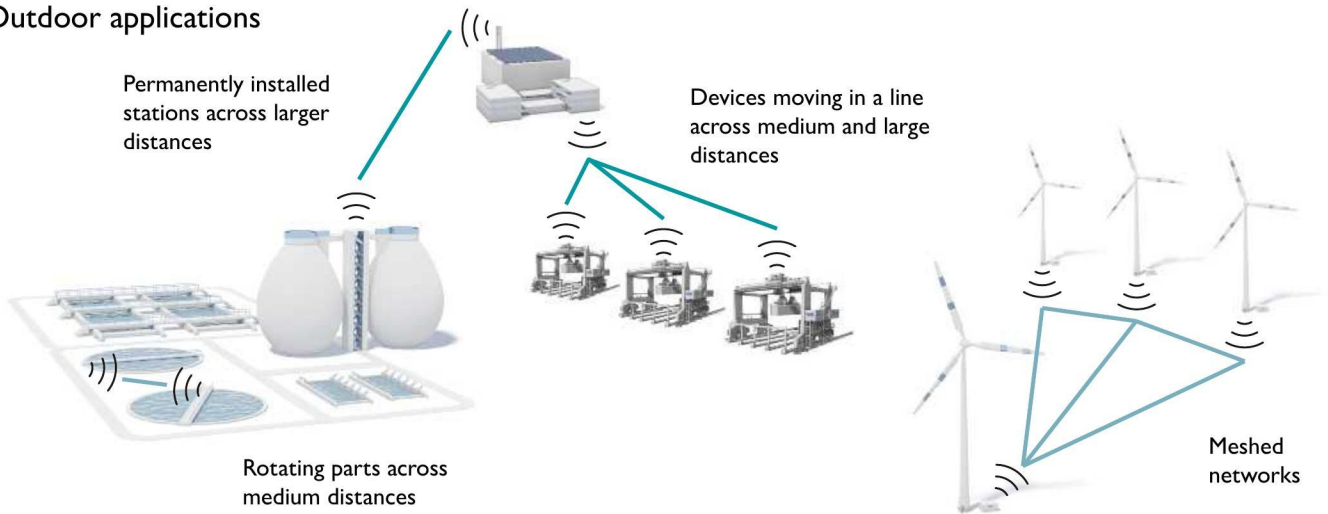 Outdoor applications
Permanently installed
stations across larger
distances
Devices moving in a line
across medium and large
distances
Rotating parts across
medium distances
Meshed
networks